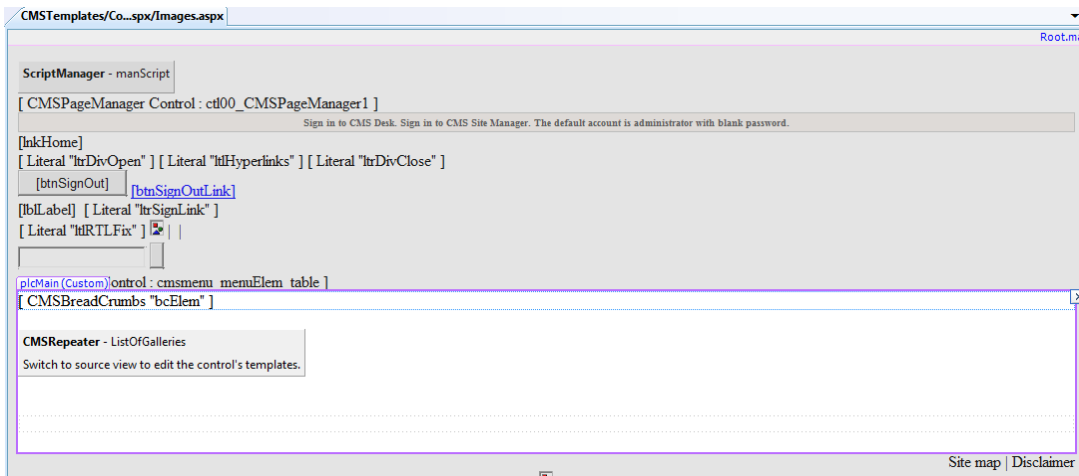 CMSTemplates/Co...spx/Images.aspx
Root.ma
ScriptManager - manScript
[ CMSPageManager Control : ctl00_CMSPageManager1 ]
Sign in to CMS Desk. Sign in to CMS Site Manager. The default account is administrator with blank password.
[lnkHome]
[ Literal "ltrDivOpen" ] [ Literal "ltlHyperlinks" ] [ Literal "ltrDivClose" ]
[btnSignOut] [btnSignOutLink]
[lblLabel] [ Literal "ltrSignLink" ]
[ Literal "ltlRTLFix" ] | |
plcMain (Custom) ontrol : cmsmenu_menuElem_table ]
[ CMSBreadCrumbs "bcElem" ]
CMSRepeater - ListOfGalleries
Switch to source view to edit the control's templates.
Site map | Disclaimer